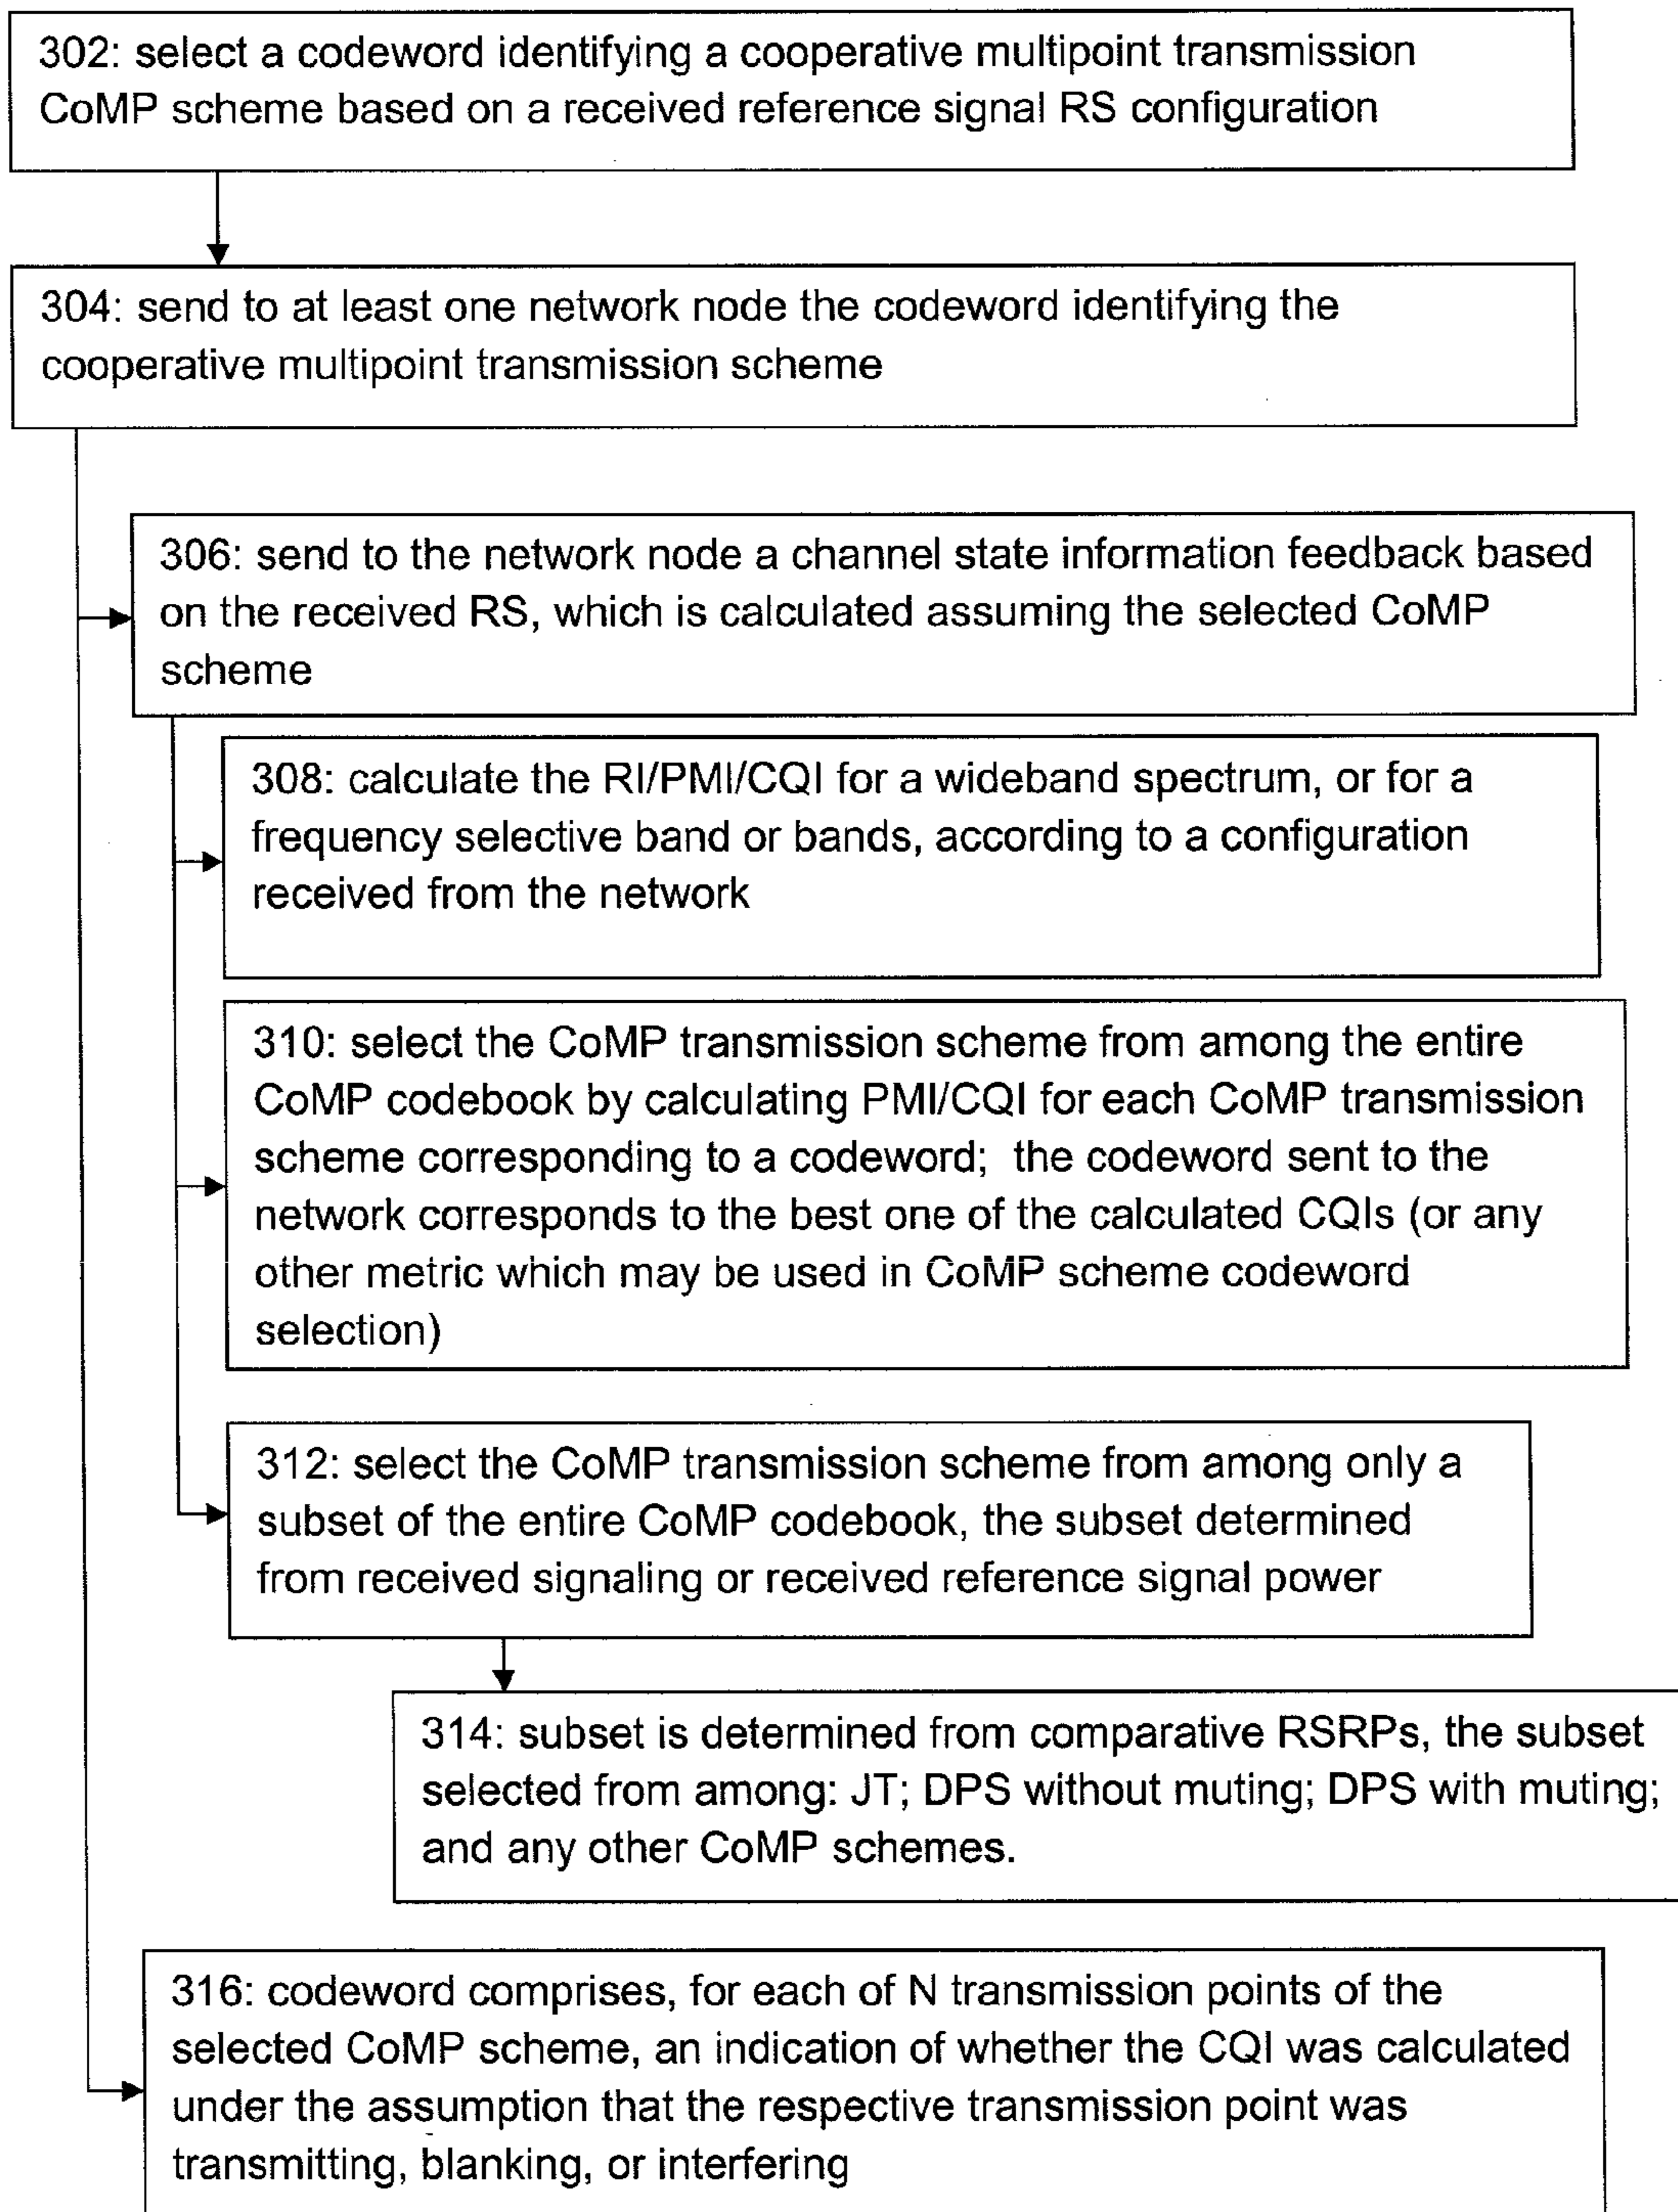 302: select a codeword identifying a cooperative multipoint transmission
CoMP scheme based on a received reference signal RS configuration
304: send to at least one network node the codeword identifying the
cooperative multipoint transmission scheme
306: send to the network node a channel state information feedback based
on the received RS, which is calculated assuming the selected CoMP
scheme
308: calculate the RI/PMI/CQI for a wideband spectrum, or for a
frequency selective band or bands, according to a configuration
received from the network
310: select the CoMP transmission scheme from among the entire
CoMP codebook by calculating PMI/CQI for each CoMP transmission
scheme corresponding to a codeword; the codeword sent to the
network corresponds to the best one of the calculated CQIs (or any
other metric which may be used in CoMP scheme codeword
selection)
312: select the CoMP transmission scheme from among only a
subset of the entire CoMP codebook, the subset determined
from received signaling or received reference signal power
314: subset is determined from comparative RSRPs, the subset
selected from among: JT; DPS without muting; DPS with muting;
and any other CoMP schemes.
316: codeword comprises, for each of N transmission points of the
selected CoMP scheme, an indication of whether the CQI was calculated
under the assumption that the respective transmission point was
transmitting, blanking, or interfering